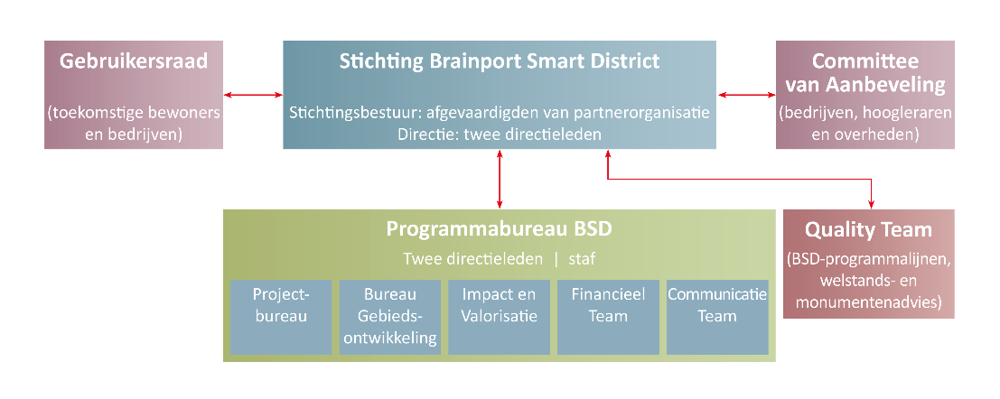 Gebruikersraad
(toekomstige bewoners
en bedrijven)
Stichting Brainport Smart District
Stichtingsbestuur: afgevaardigden van partnerorganisatie
Directie: twee directieleden
Committee
van Aanbeveling
(bedrijven, hoogleraren
en overheden)
Programmabureau BSD
Twee directieleden | staf
Project-
bureau
Bureau
Gebieds-
ontwikkeling
Impact en
Valorisatie
Financieel
Team
Communicatie
Team
Quality Team
(BSD-programmalijnen,
welstands- en
monumentenadvies)